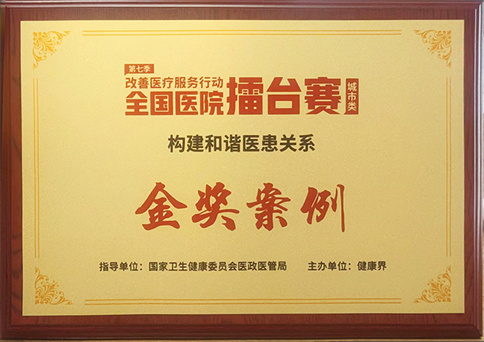 第七季
改善医疗服务行动
全国医院擂台赛 城市类
构建和谐医患关系
金奖案例
指导单位：国家卫生健康委员会医政医管局 主办单位：健康界